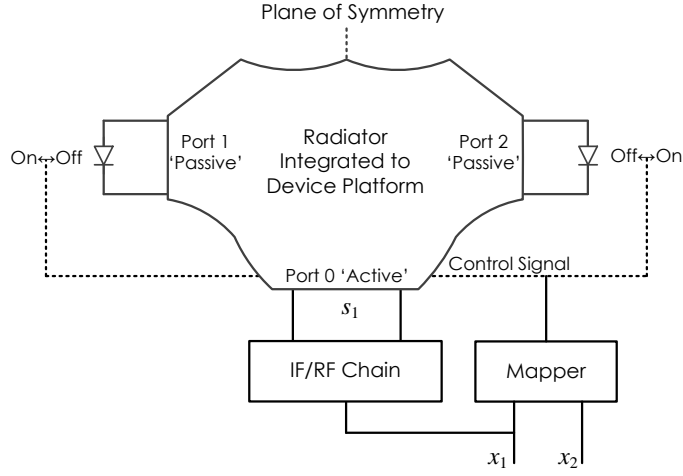 Plane of Symmetry
Port 1
'Passive'
Radiator
Integrated to
Device Platform
Port 2
'Passive'
On↔Off
Off↔On
Port 0 'Active'
Control Signal
s₁
IF/RF Chain
Mapper
x₁
x₂